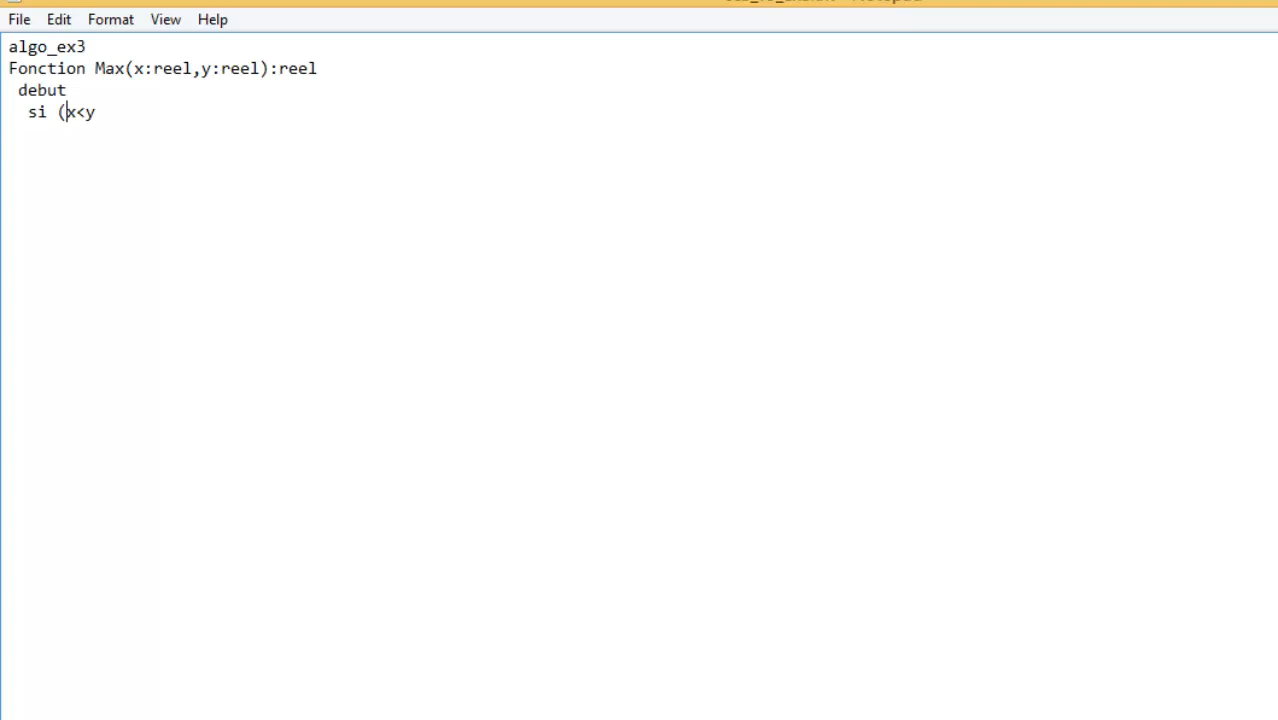 File Edit Format View Help
algo_ex3
Fonction Max(x:reel,y:reel):reel
debut
si (x<y